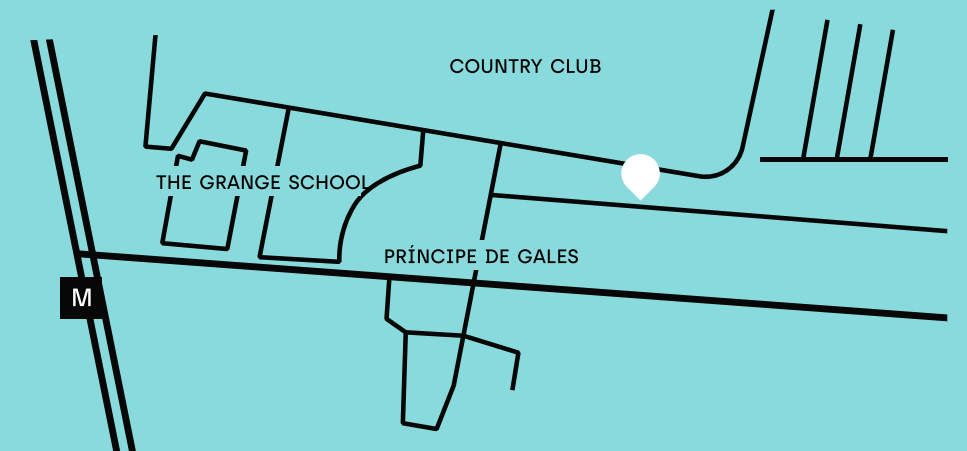 COUNTRY CLUB
THE GRANGE SCHOOL
PRÍNCIPE DE GALES
M